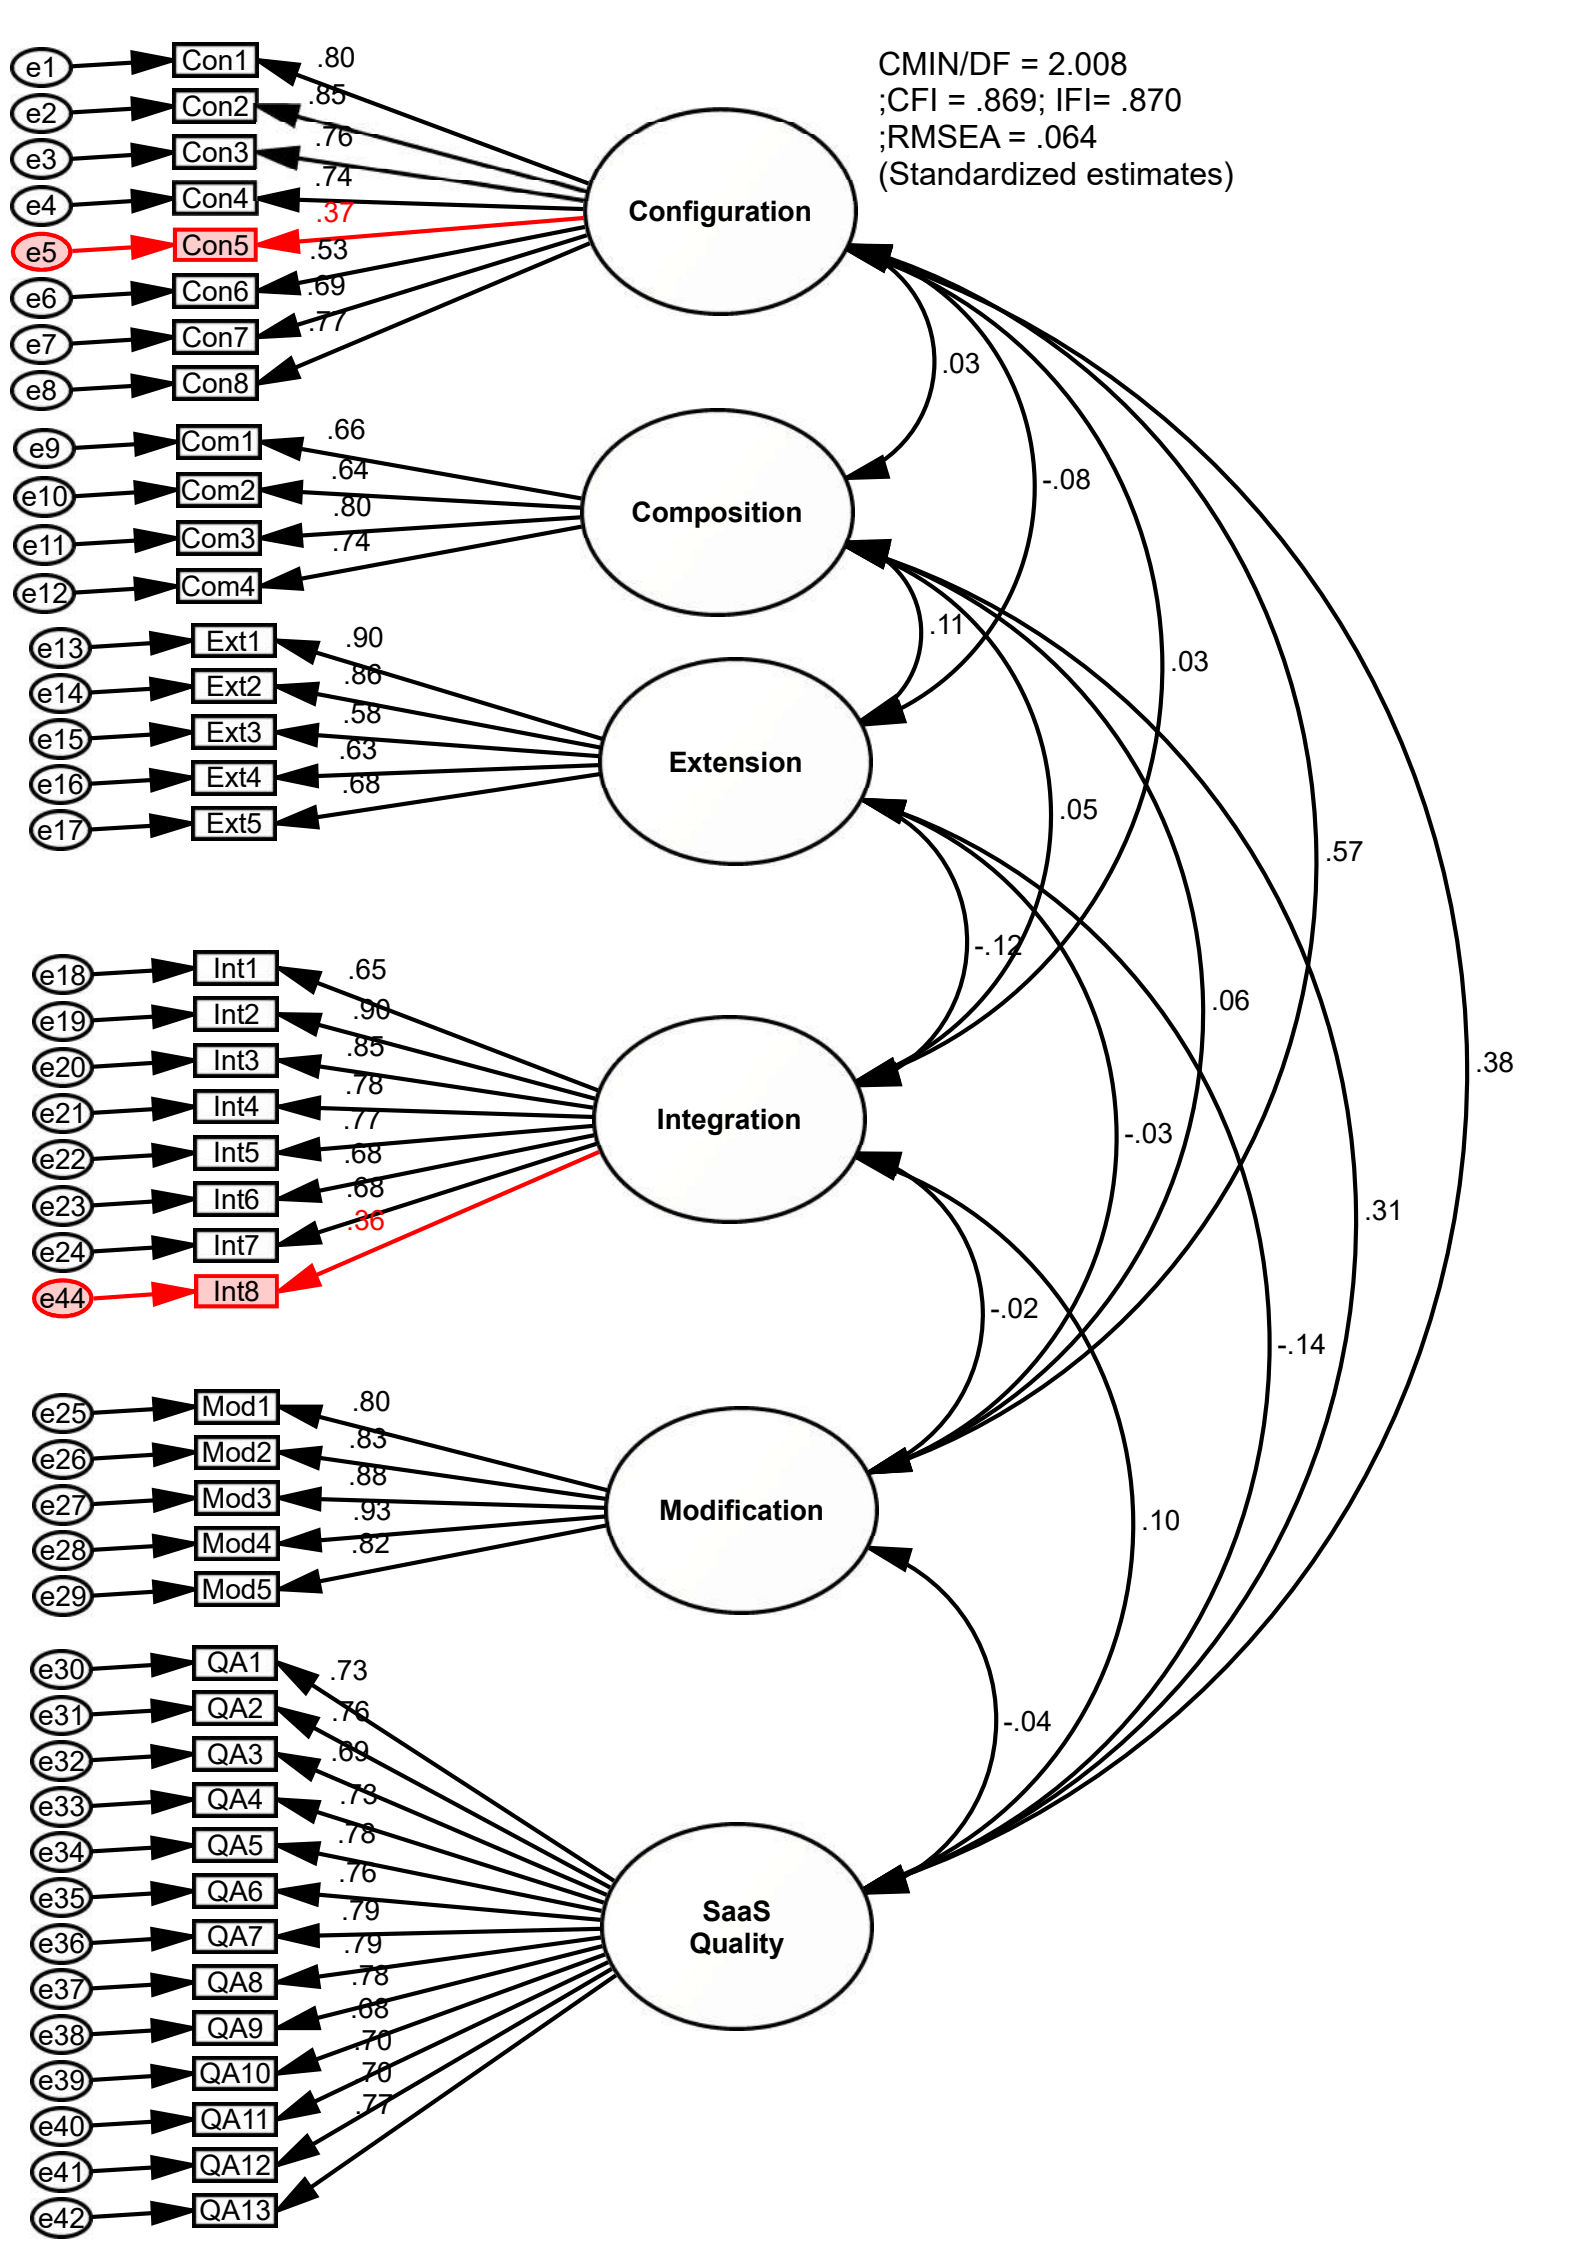 CMIN/DF = 2.008
;CFI = .869; IFI= .870
;RMSEA = .064
(Standardized estimates)
e1 Con1 .80
e2 Con2 .85
e3 Con3 .76
e4 Con4 .74
e5 Con5 .37
e6 Con6 .53
e7 Con7 .69
e8 Con8 .77
Configuration
e9 Com1 .66
e10 Com2 .64
e11 Com3 .80
e12 Com4 .74
Composition
e13 Ext1 .90
e14 Ext2 .86
e15 Ext3 .58
e16 Ext4 .63
e17 Ext5 .68
Extension
e18 Int1 .65
e19 Int2 .90
e20 Int3 .85
e21 Int4 .78
e22 Int5 .77
e23 Int6 .68
e24 Int7 .68
e44 Int8 .36
Integration
e25 Mod1 .80
e26 Mod2 .83
e27 Mod3 .88
e28 Mod4 .93
e29 Mod5 .82
Modification
e30 QA1 .73
e31 QA2 .76
e32 QA3 .69
e33 QA4 .73
e34 QA5 .78
e35 QA6 .76
e36 QA7 .79
e37 QA8 .79
e38 QA9 .78
e39 QA10 .68
e40 QA11 .70
e41 QA12 .70
e42 QA13 .77
SaaS
Quality
.03
-.08
.11
.03
.05
.57
-.12
.06
.38
-.03
.31
-.02
-.14
.10
-.04